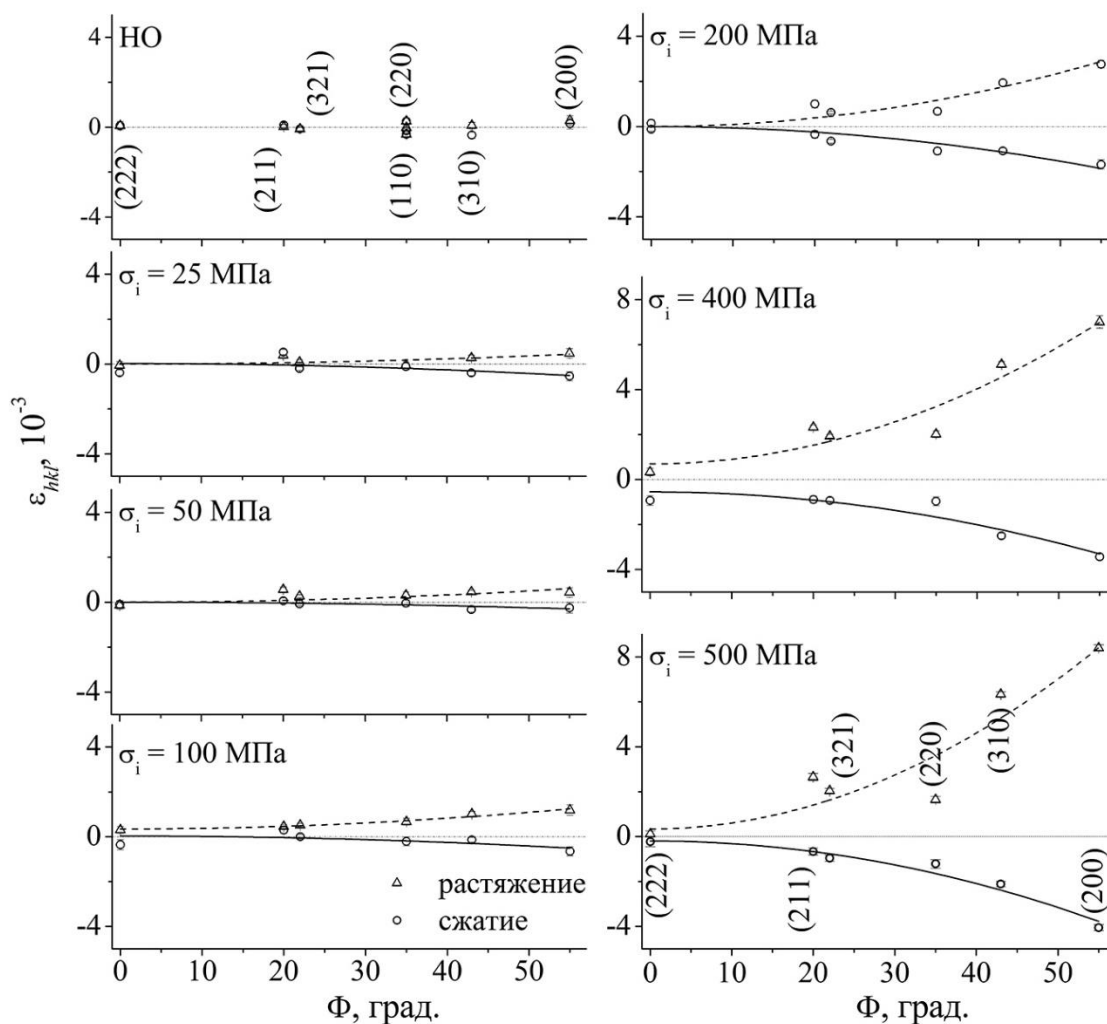 НО
4
0
-4
(222)
(211)
(321)
(220)
(110)
(310)
(200)
σi = 25 МПа
4
0
-4
σi = 50 МПа
4
0
-4
σi = 100 МПа
4
0
-4
растяжение
сжатие
0 10 20 30 40 50
Φ, град.
εhkl, 10-3
σi = 200 МПа
4
0
-4
σi = 400 МПа
8
4
0
-4
σi = 500 МПа
8
4
0
-4
(222)
(211)
(321)
(220)
(310)
(200)
0 10 20 30 40 50
Φ, град.